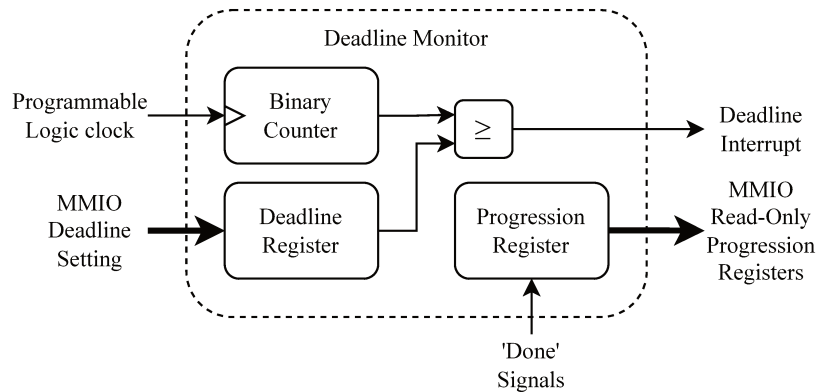 Deadline Monitor
Programmable
Logic clock
Binary
Counter
≥
Deadline
Interrupt
MMIO
Deadline
Setting
Deadline
Register
Progression
Register
MMIO
Read-Only
Progression
Registers
'Done'
Signals